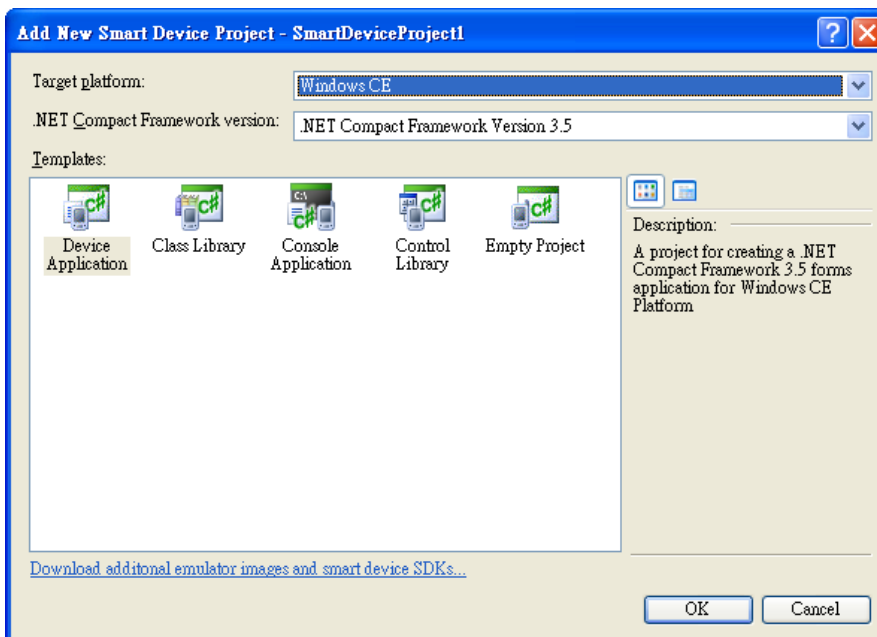 Add New Smart Device Project - SmartDeviceProject1
Target platform:
Windows CE
.NET Compact Framework version:
.NET Compact Framework Version 3.5
Templates:
Device
Application
Class Library
Console
Application
Control
Library
Empty Project
Description:
A project for creating a .NET
Compact Framework 3.5 forms
application for Windows CE
Platform
Download additonal emulator images and smart device SDKs...
OK
Cancel